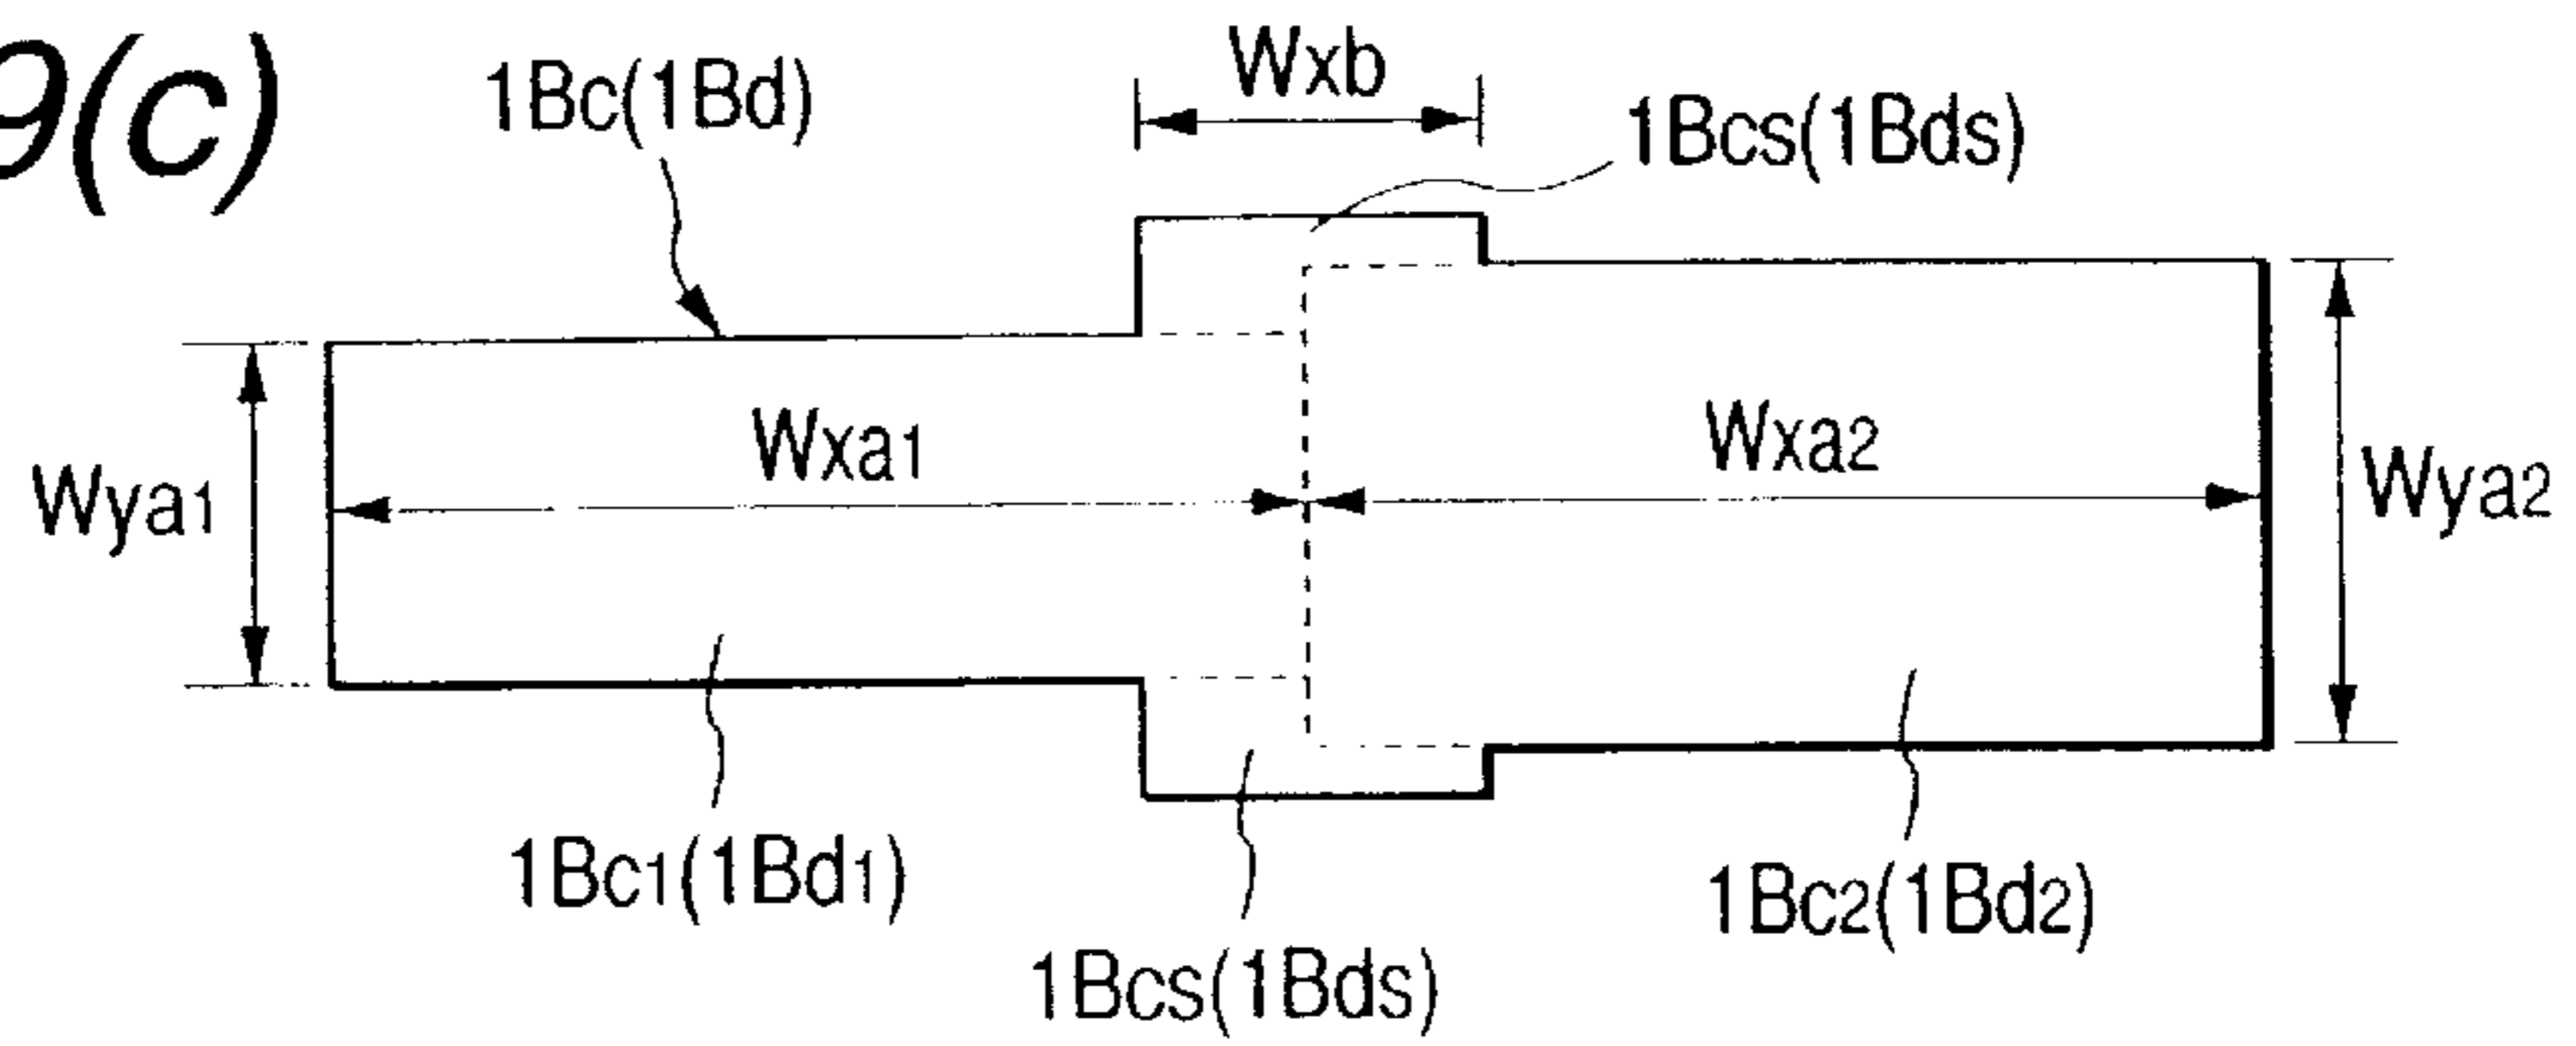 9(c)
Wxb
1Bc(1Bd)
1Bcs(1Bds)
Wxa1
Wxa2
Wya1
Wya2
1Bc1(1Bd1)
1Bc2(1Bd2)
1Bcs(1Bds)